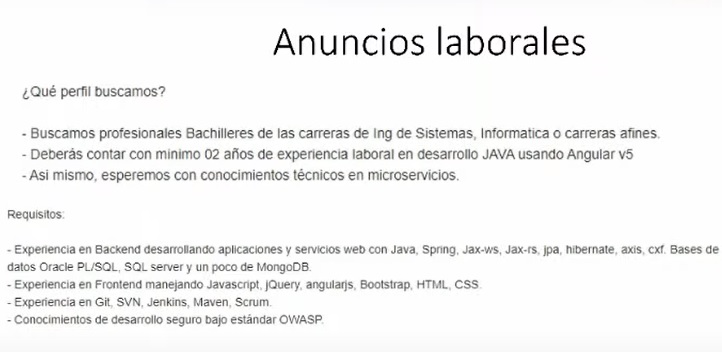 Anuncios laborales
¿Qué perfil buscamos?
- Buscamos profesionales Bachilleres de las carreras de Ing de Sistemas, Informatica o carreras afines.
- Deberás contar con minimo 02 años de experiencia laboral en desarrollo JAVA usando Angular v5
- Asi mismo, esperemos con conocimientos técnicos en microservicios.
Requisitos:
- Experiencia en Backend desarrollando aplicaciones y servicios web con Java, Spring, Jax-ws, Jax-rs, jpa, hibernate, axis, cxf. Bases de
datos Oracle PL/SQL, SQL server y un poco de MongoDB.
- Experiencia en Frontend manejando Javascript, jQuery, angularjs, Bootstrap, HTML, CSS.
- Experiencia en Git, SVN, Jenkins, Maven, Scrum.
- Conocimientos de desarrollo seguro bajo estándar OWASP.